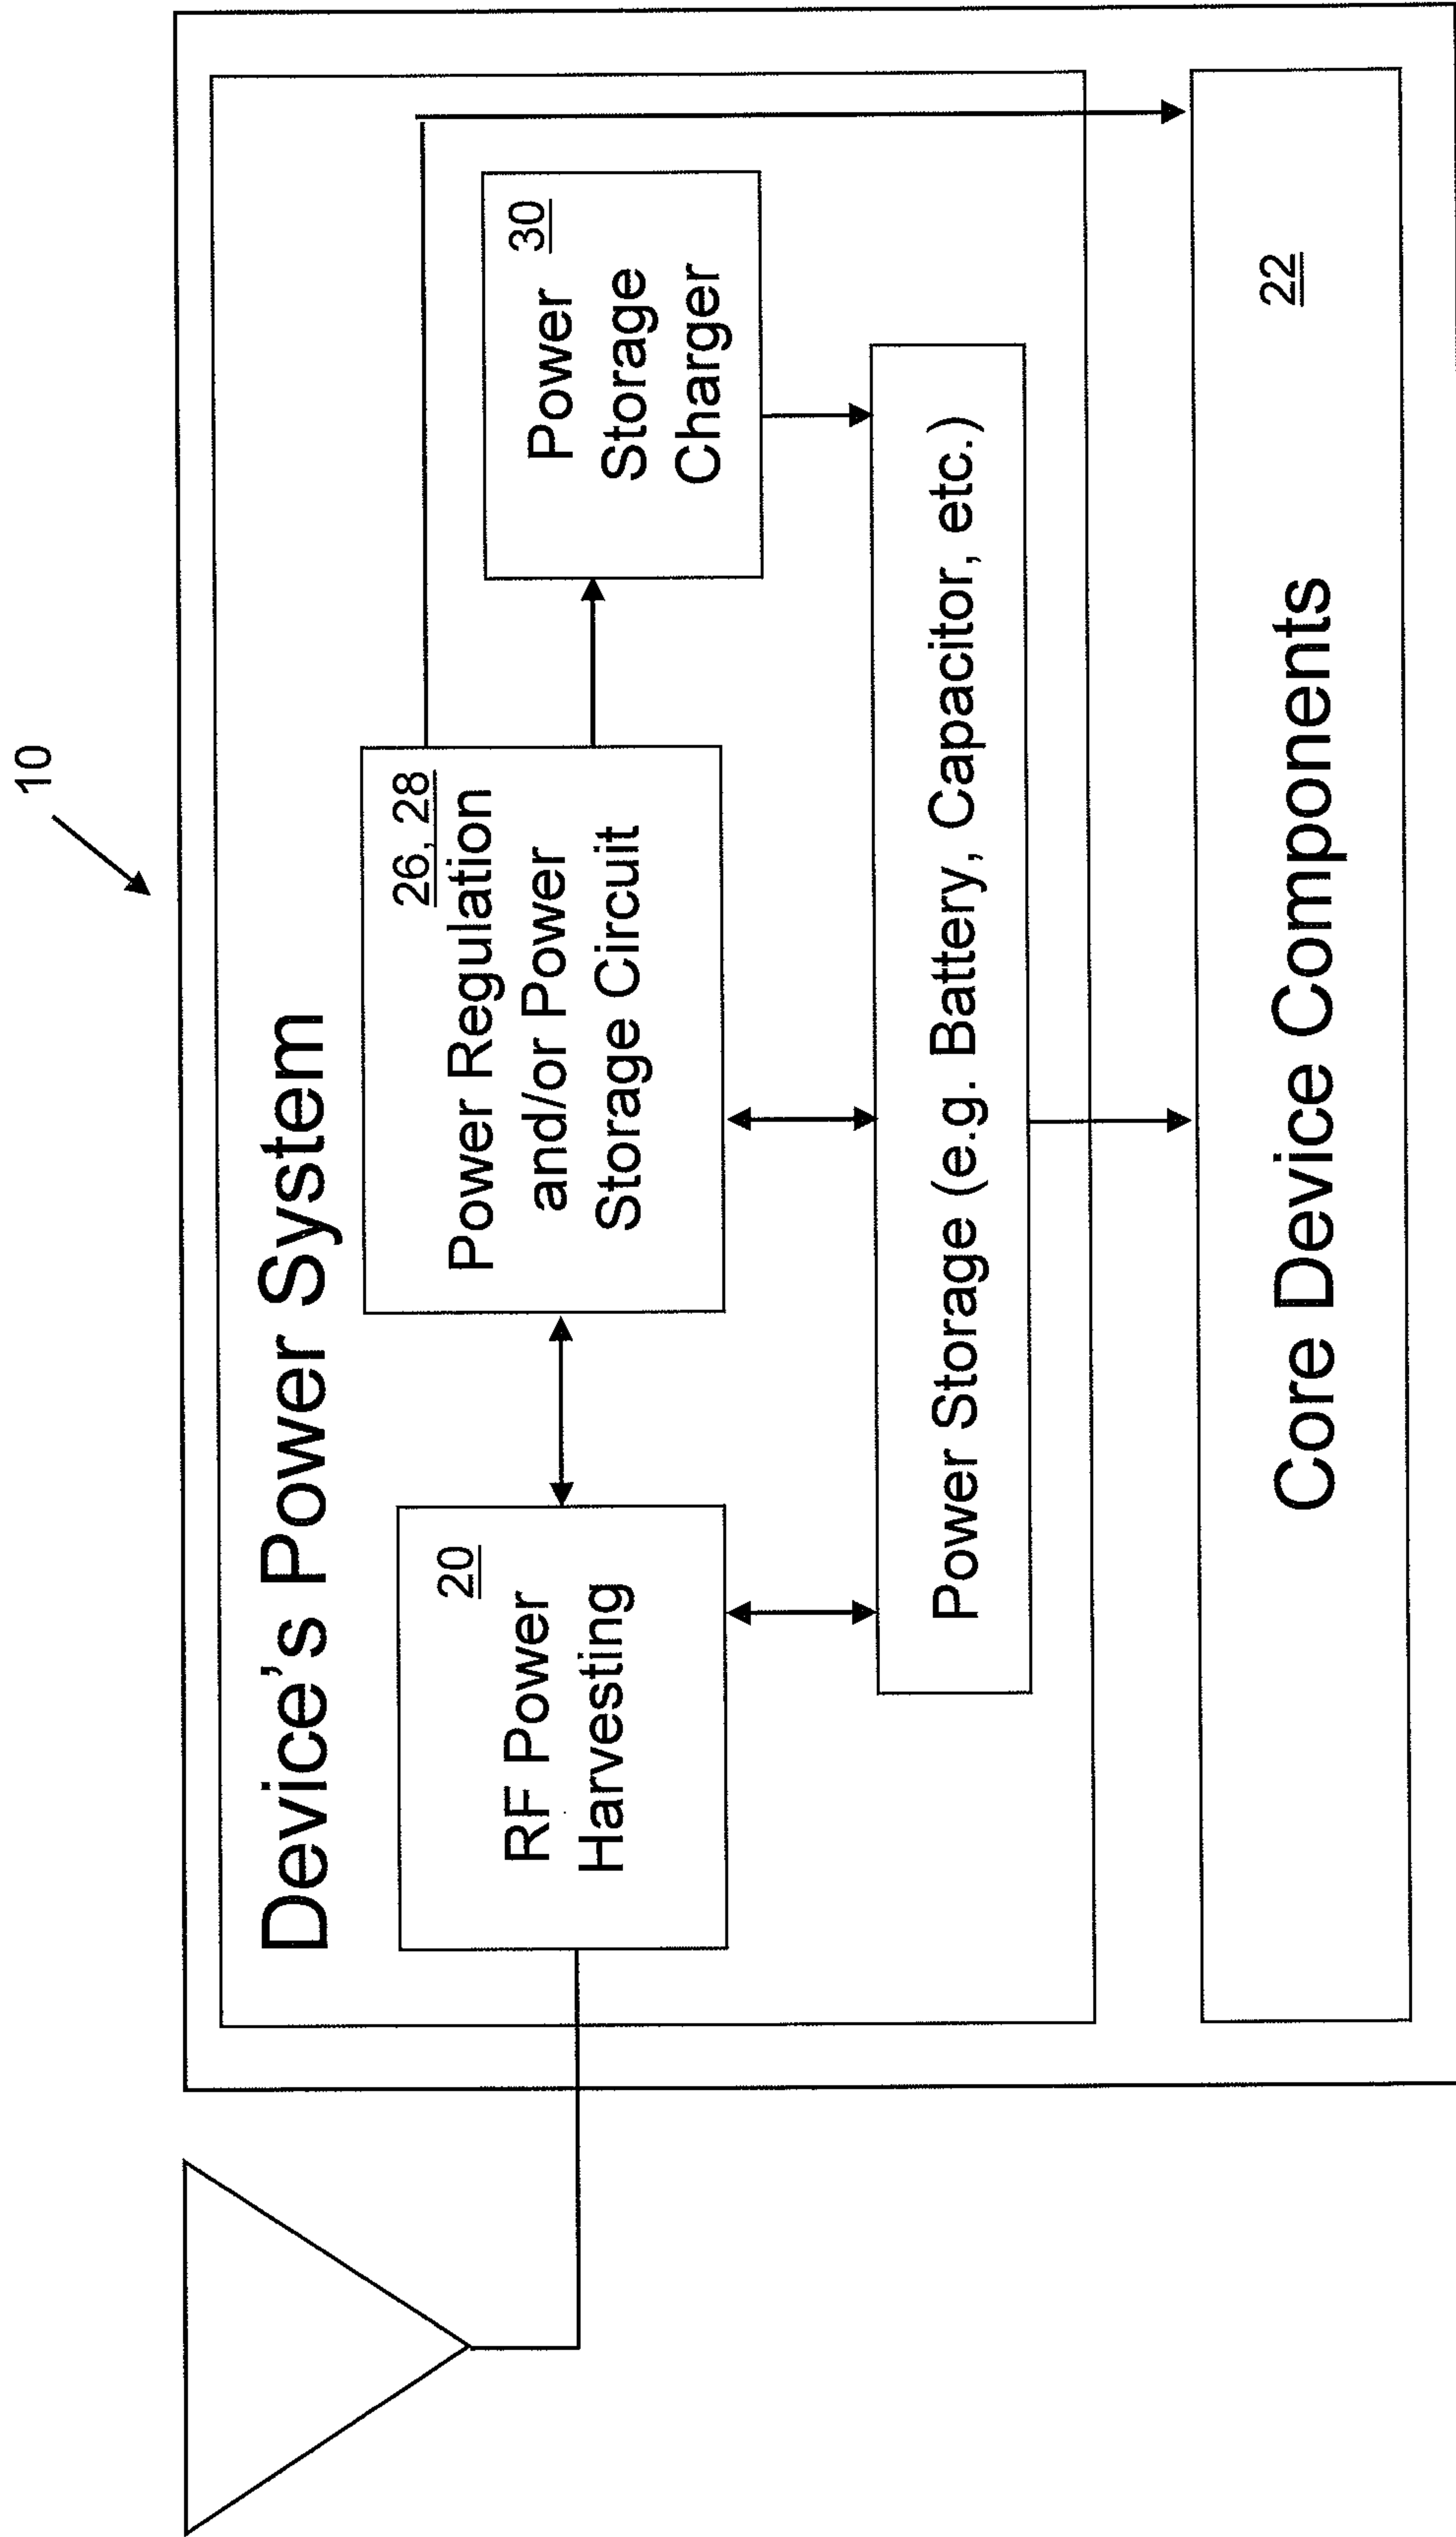 10
Device's Power System
20
RF Power
Harvesting
26, 28
Power Regulation
and/or Power
Storage Circuit
30
Power
Storage
Charger
Power Storage (e.g. Battery, Capacitor, etc.)
22
Core Device Components